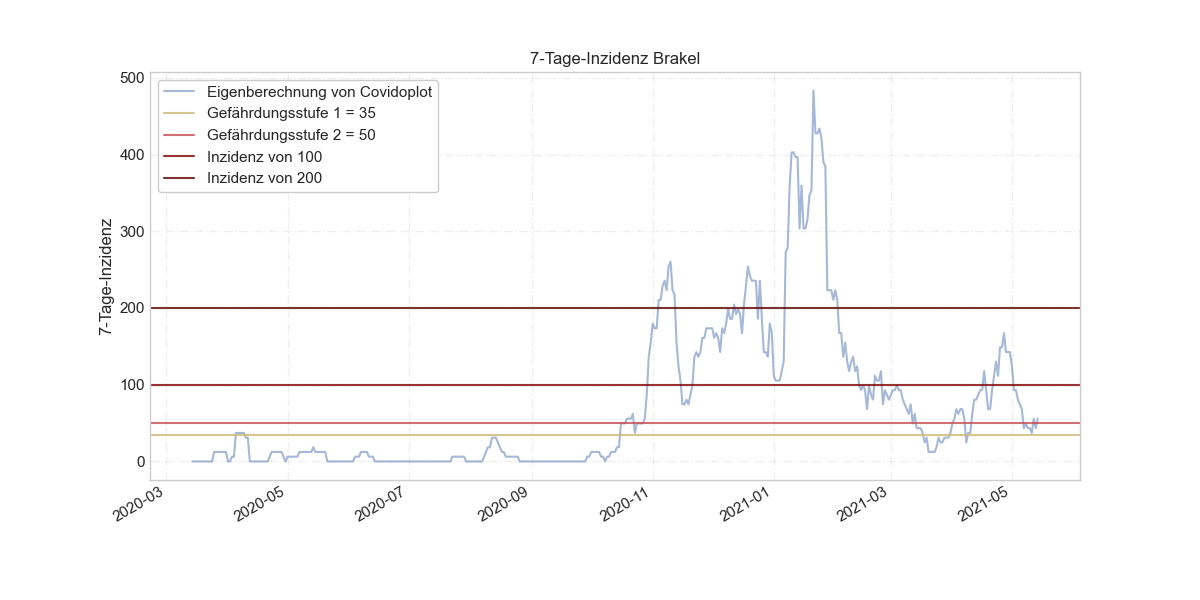 7-Tage-Inzidenz Brakel
500
400
300
200
100
0
7-Tage-Inzidenz
Eigenberechnung von Covidoplot
Gefährdungsstufe 1 = 35
Gefährdungsstufe 2 = 50
Inzidenz von 100
Inzidenz von 200
2020-03
2020-05
2020-07
2020-09
2020-11
2021-01
2021-03
2021-05